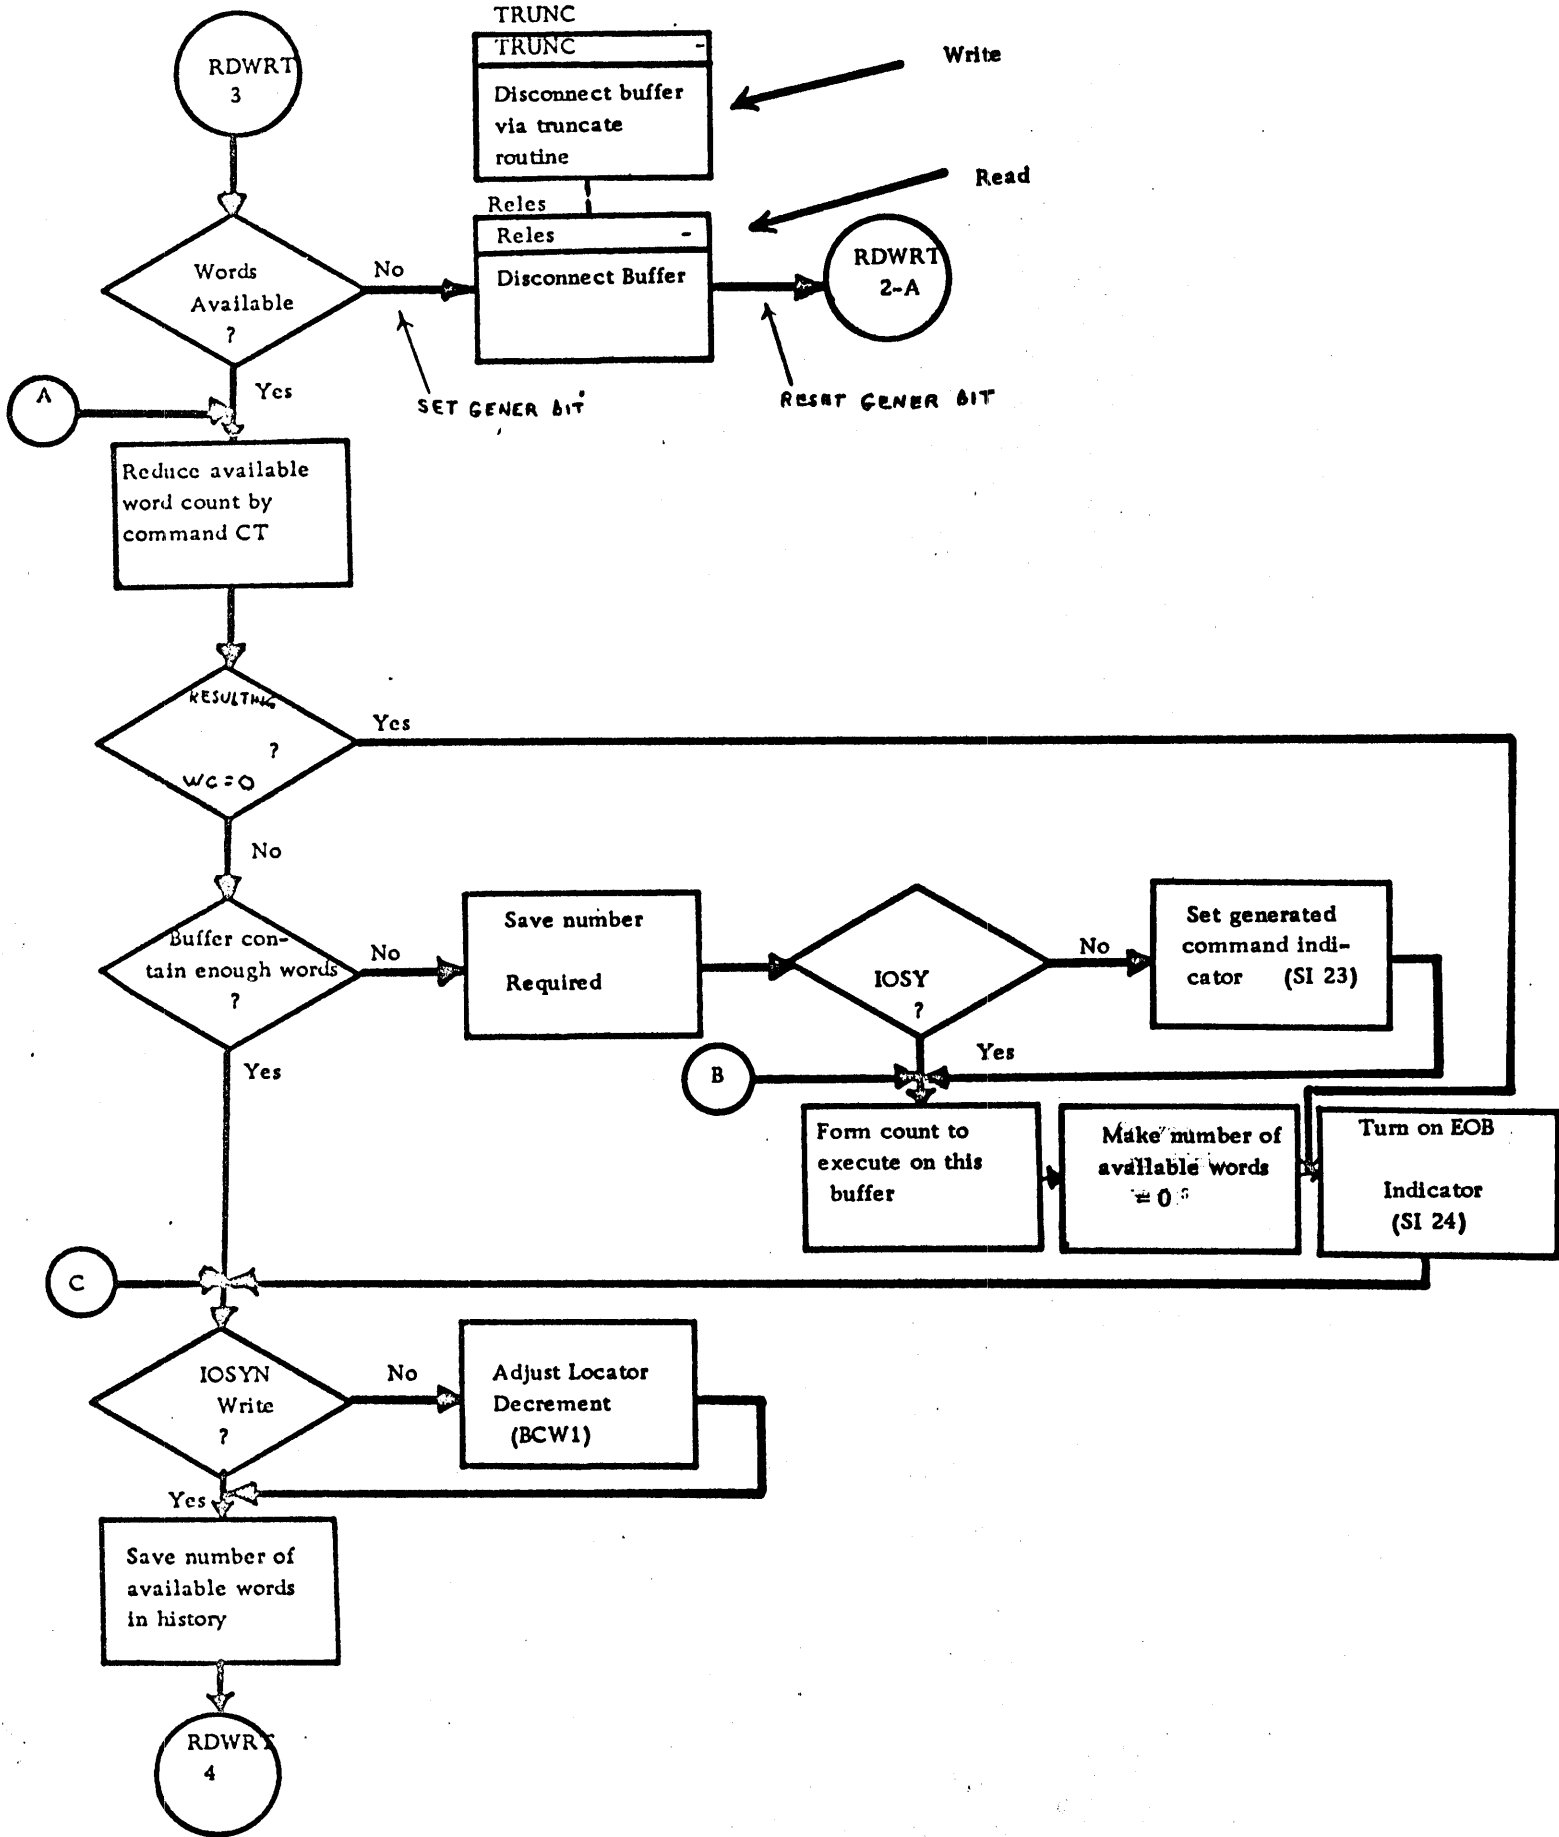 TRUNC
RDWRT
3
TRUNC -
Disconnect buffer
via truncate
routine
Write
Read
Reles
Reles -
Disconnect Buffer
RDWRT
2-A
Words
Available
?
No
Yes
SET GENER BIT
RESET GENER BIT
A
Reduce available
word count by
command CT
RESULTING
?
WC=0
Yes
No
Buffer con-
tain enough words
?
No
Yes
Save number
Required
IOSY
?
No
Yes
Set generated
command indi-
cator (SI 23)
B
Form count to
execute on this
buffer
Make number of
available words
= 0
Turn on EOB
Indicator
(SI 24)
C
IOSYN
Write
?
No
Yes
Adjust Locator
Decrement
(BCW1)
Save number of
available words
in history
RDWRT
4